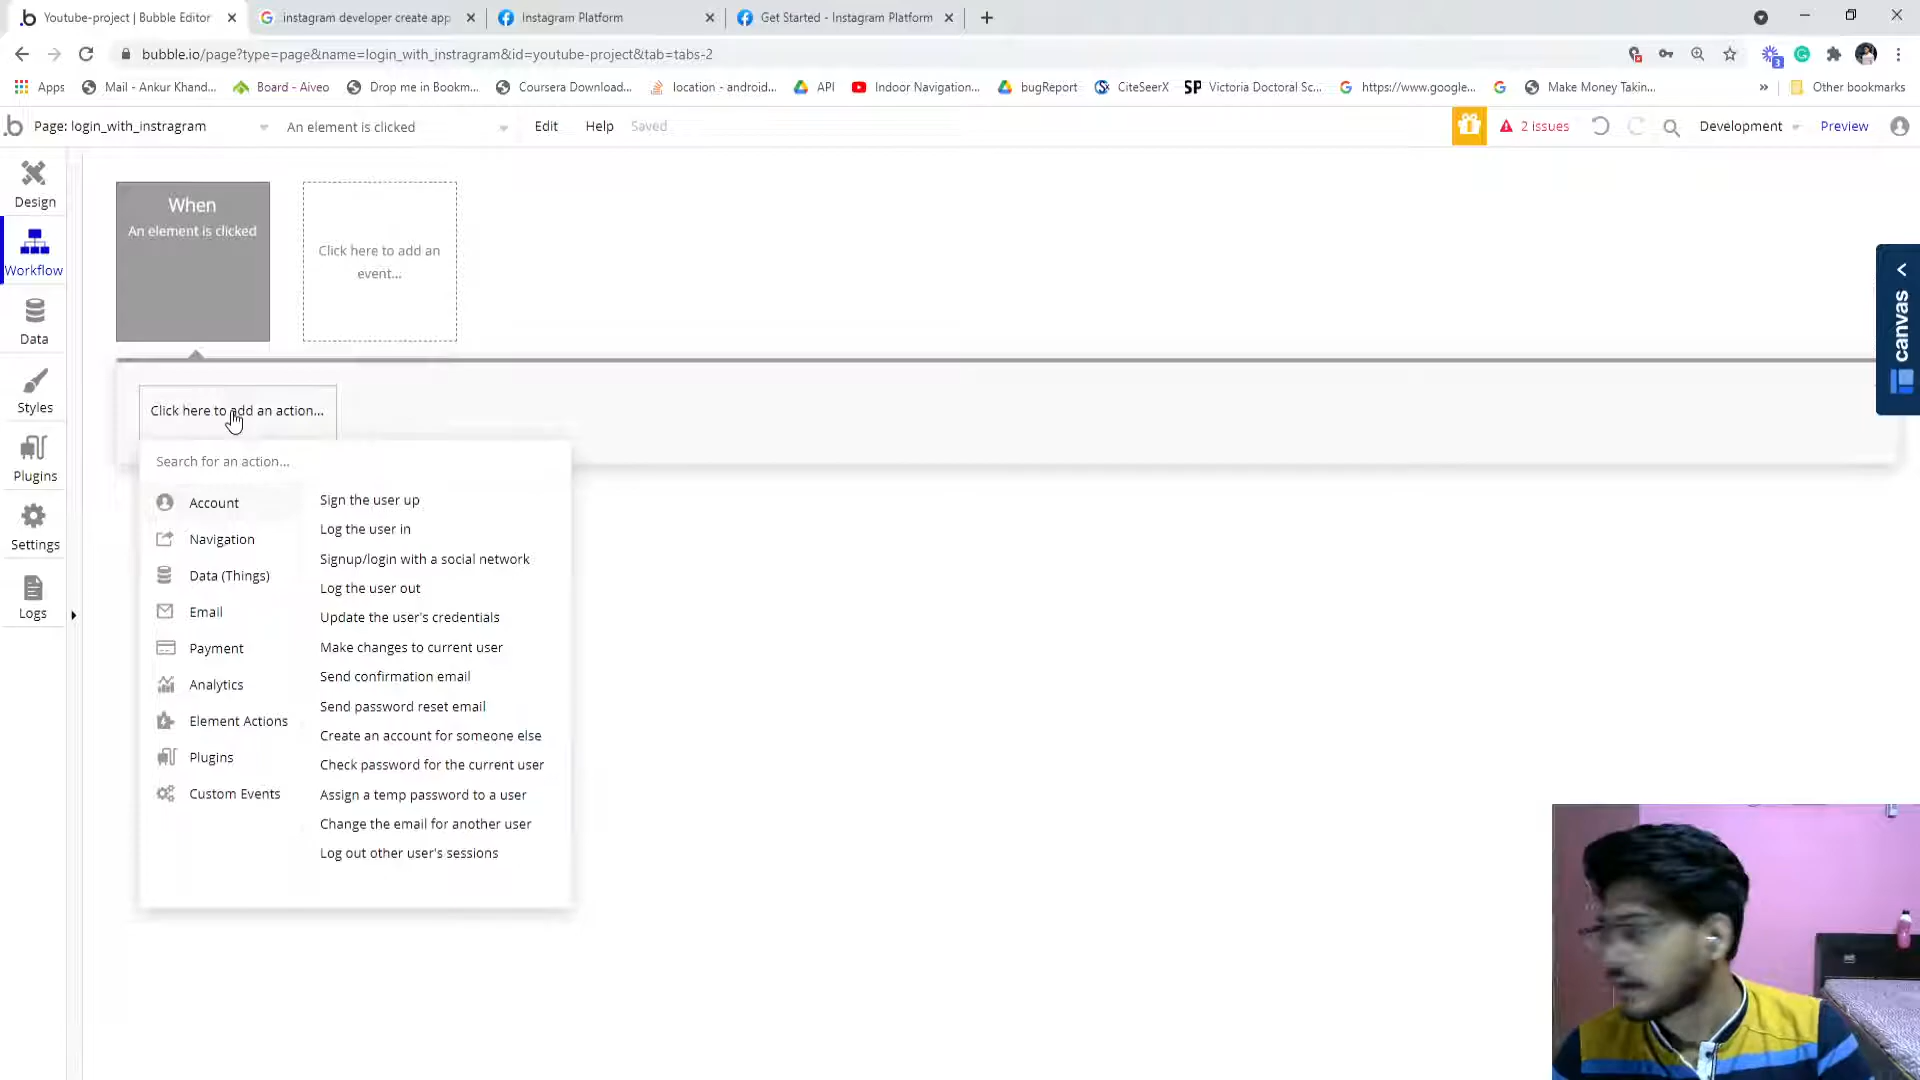 Youtube-project | Bubble Editor
instagram developer create app
Instagram Platform
Get Started - Instagram Platform
bubble.io/page?type=page&name=login_with_instragram&id=youtube-project&tab=tabs-2
3
Apps
Mail - Ankur Khand...
Board - Aiveo
Drop me in Bookm...
Coursera Download...
location - android...
API
Indoor Navigation...
bugReport
CiteSeerX
SP Victoria Doctoral Sc...
https://www.google...
Make Money Takin...
»
Other bookmarks
Page: login_with_instragram
An element is clicked
Edit
Help
Saved
2 issues
Development
Preview
Design
Workflow
Data
Styles
Plugins
Settings
Logs
When
An element is clicked
Click here to add an
event...
canvas
Click here to add an action...
Search for an action...
Account
Navigation
Data (Things)
Email
Payment
Analytics
Element Actions
Plugins
Custom Events
Sign the user up
Log the user in
Signup/login with a social network
Log the user out
Update the user's credentials
Make changes to current user
Send confirmation email
Send password reset email
Create an account for someone else
Check password for the current user
Assign a temp password to a user
Change the email for another user
Log out other user's sessions